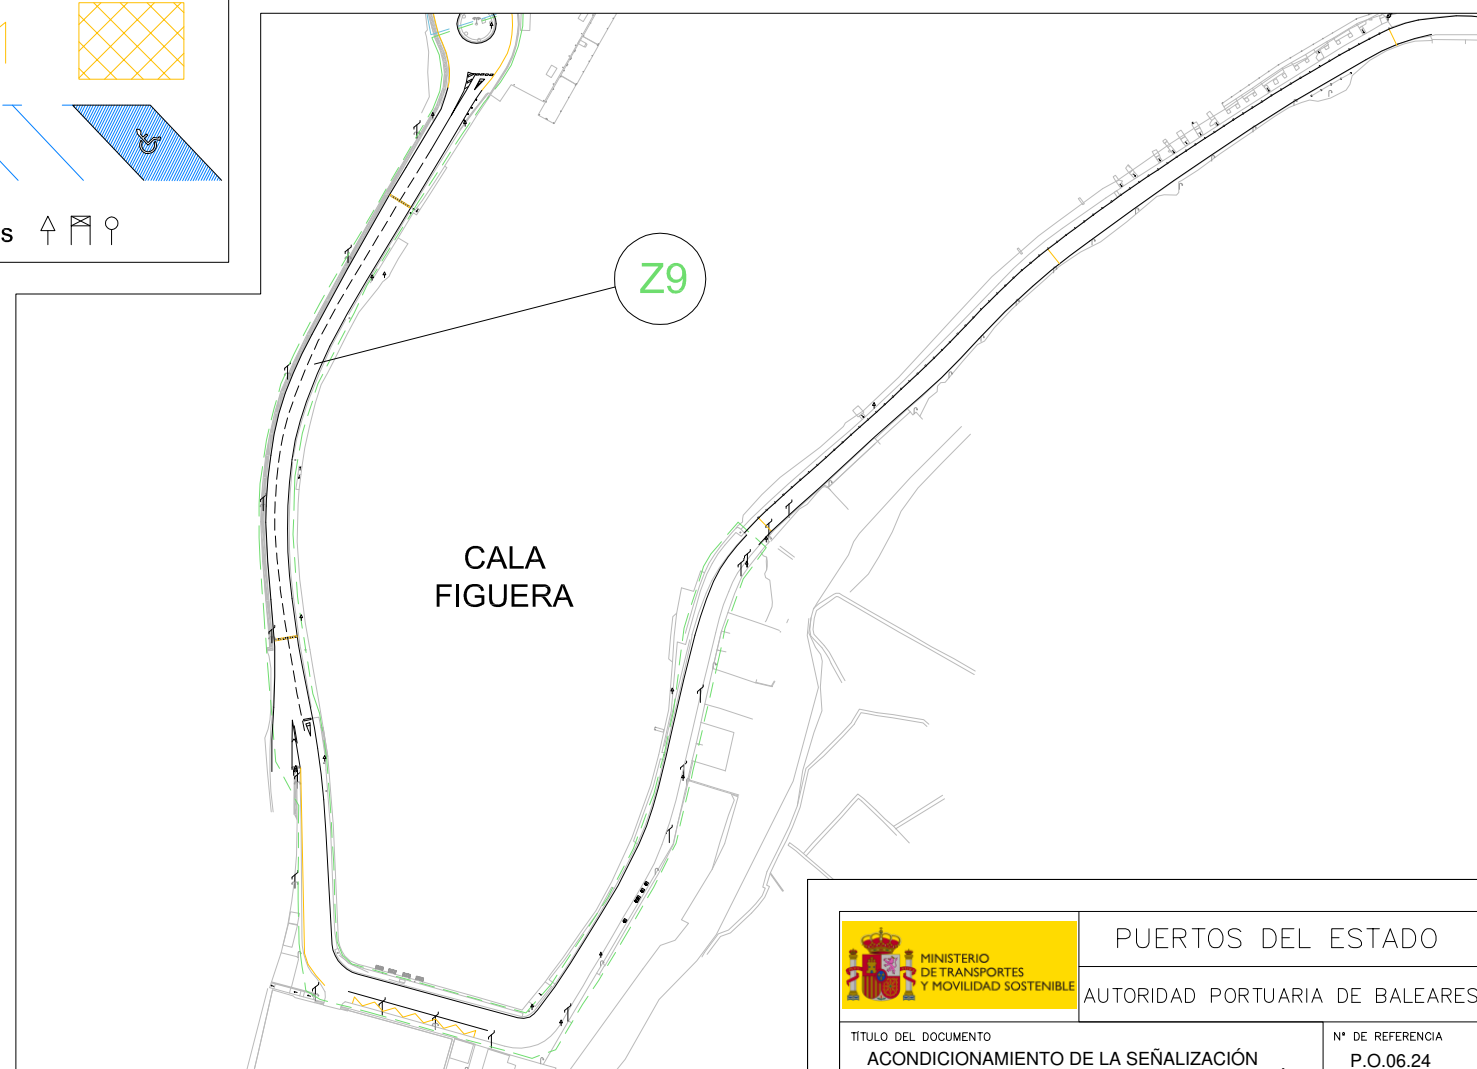 s
Z9
CALA
FIGUERA
MINISTERIO
DE TRANSPORTES
Y MOVILIDAD SOSTENIBLE
PUERTOS DEL ESTADO
AUTORIDAD PORTUARIA DE BALEARES
TÍTULO DEL DOCUMENTO
ACONDICIONAMIENTO DE LA SEÑALIZACIÓN
Nº DE REFERENCIA
P.O.06.24